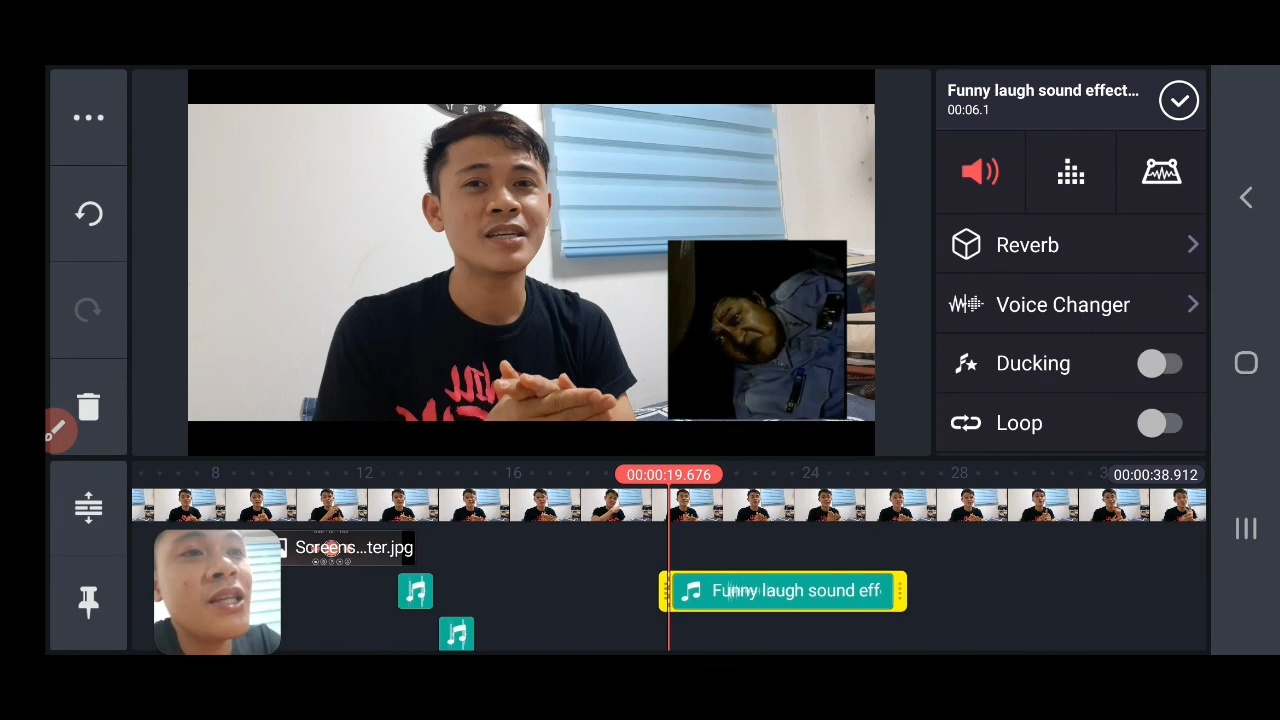 Funny laugh sound effect...
00:06.1
Reverb
Voice Changer
Ducking
Loop
8
12
16
00:00:19.676
24
28
00:00:38.912
Screens...ter.jpg
Funny laugh sound eff